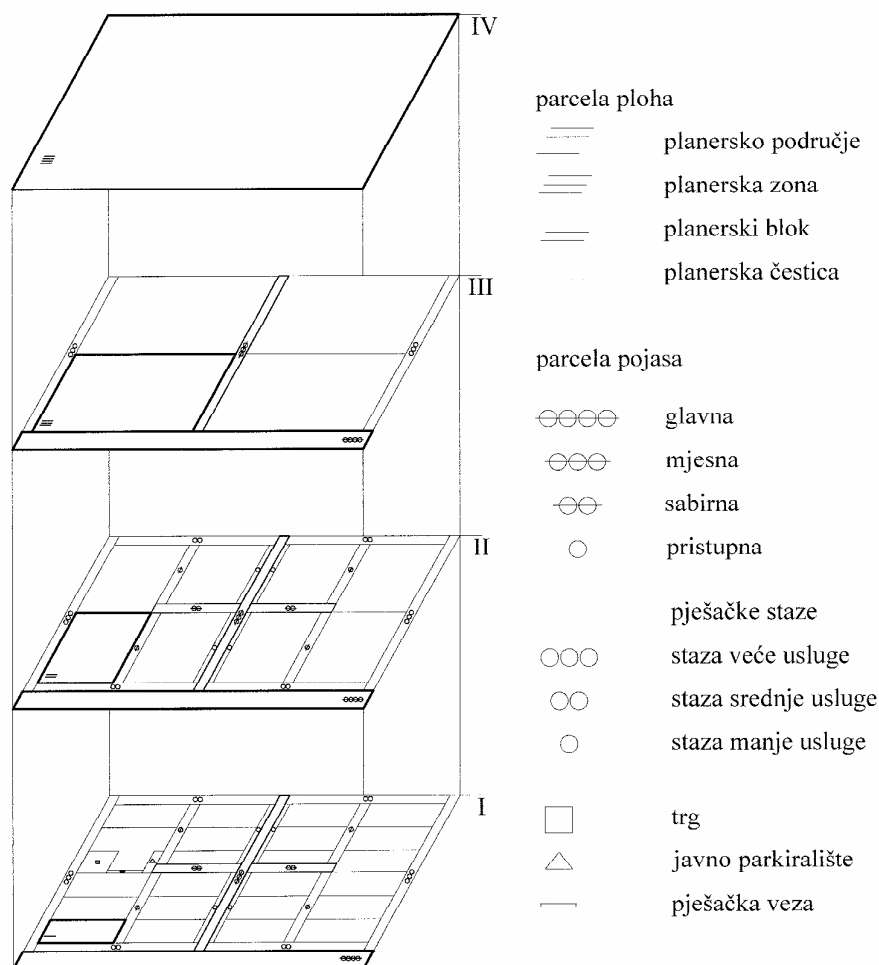 IV
III
II
I
parcela ploha
planersko područje
planerska zona
planerski blok
planerska čestica
parcela pojasa
glavna
mjesna
sabirna
pristupna
pješačke staze
staza veće usluge
staza srednje usluge
staza manje usluge
trg
javno parkiralište
pješačka veza